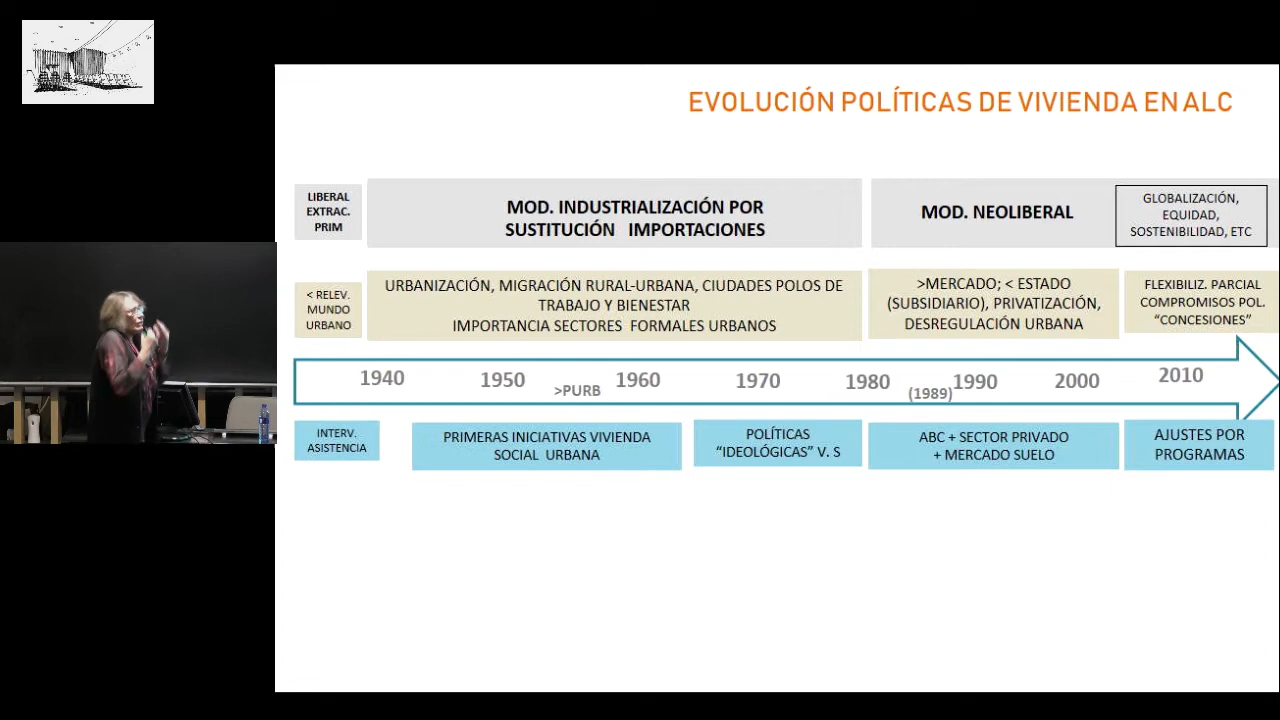 EVOLUCIÓN POLÍTICAS DE VIVIENDA EN ALC
LIBERAL
EXTRAC.
PRIM
MOD. INDUSTRIALIZACIÓN POR
SUSTITUCIÓN IMPORTACIONES
MOD. NEOLIBERAL
GLOBALIZACIÓN,
EQUIDAD,
SOSTENIBILIDAD, ETC
< RELEV.
MUNDO
URBANO
URBANIZACIÓN, MIGRACIÓN RURAL-URBANA, CIUDADES POLOS DE
TRABAJO Y BIENESTAR
IMPORTANCIA SECTORES FORMALES URBANOS
>MERCADO; < ESTADO
(SUBSIDIARIO), PRIVATIZACIÓN,
DESREGULACIÓN URBANA
FLEXIBILIZ. PARCIAL
COMPROMISOS POL.
“CONCESIONES”
1940 1950 >PURB 1960 1970 1980 (1989) 1990 2000 2010
INTERV.
ASISTENCIA
PRIMERAS INICIATIVAS VIVIENDA
SOCIAL URBANA
POLÍTICAS
“IDEOLÓGICAS” V. S
ABC + SECTOR PRIVADO
+ MERCADO SUELO
AJUSTES POR
PROGRAMAS